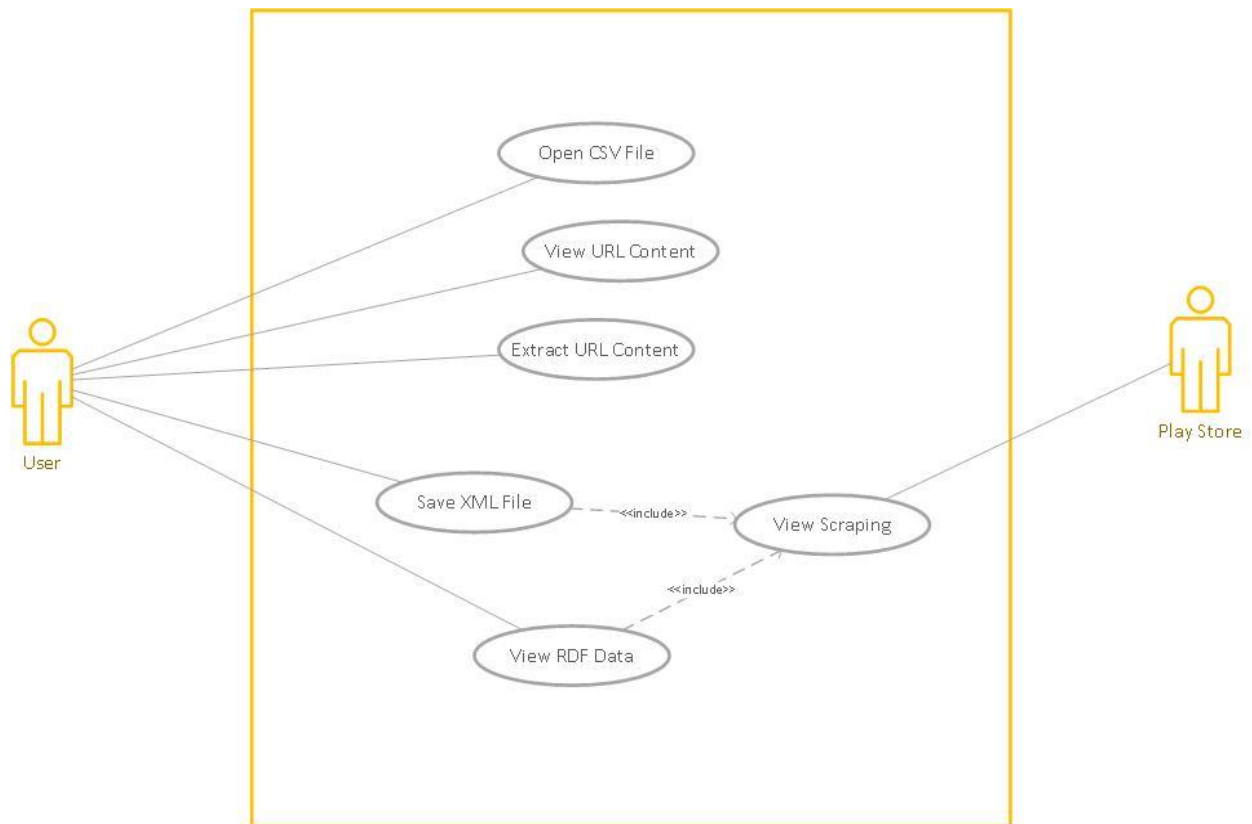 Open CSV File
View URL Content
Extract URL Content
User
Play Store
Save XML File
<<include>>
View Scraping
<<include>>
View RDF Data